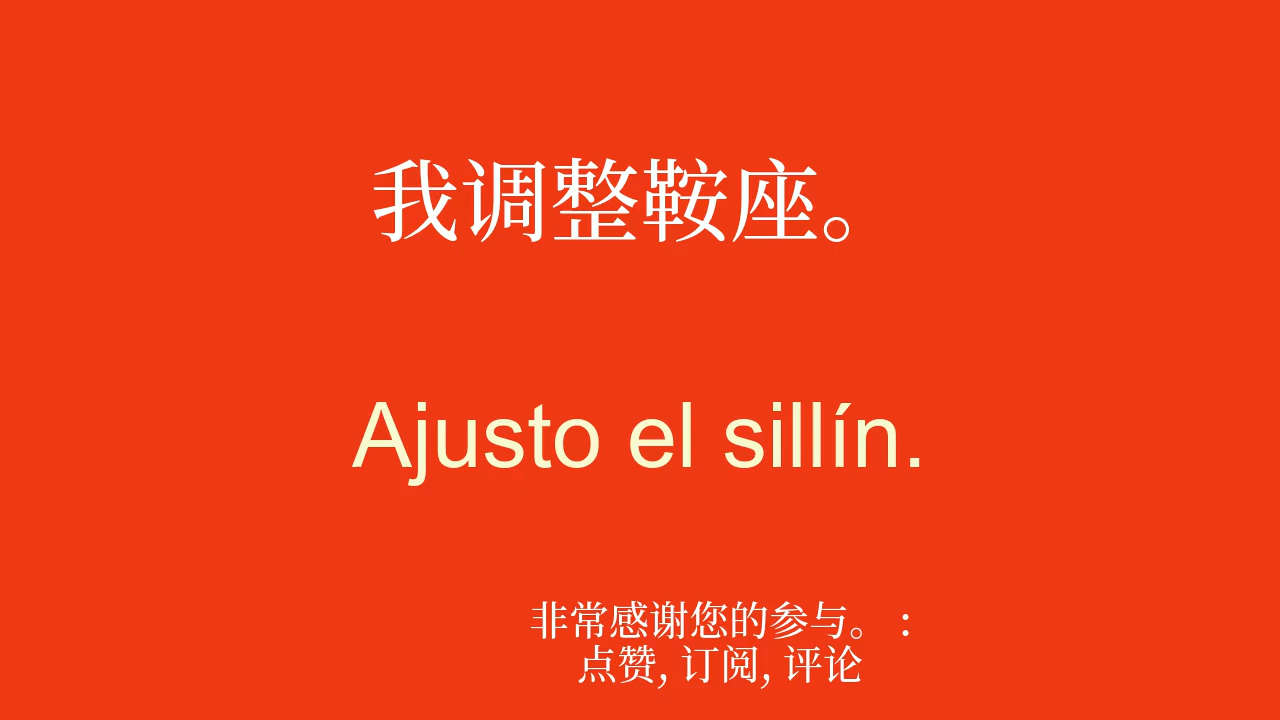 我调整鞍座。
Ajusto el sillín.
非常感谢您的参与。 :
点赞, 订阅, 评论